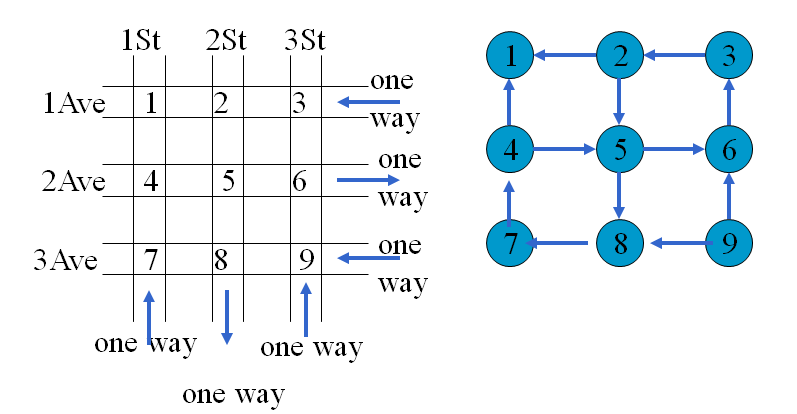 1St 2St 3St
one
1Ave 1 2 3
way
one
2Ave 4 5 6
way
one
3Ave 7 8 9
way
one way one way
one way
1 2 3
4 5 6
7 8 9